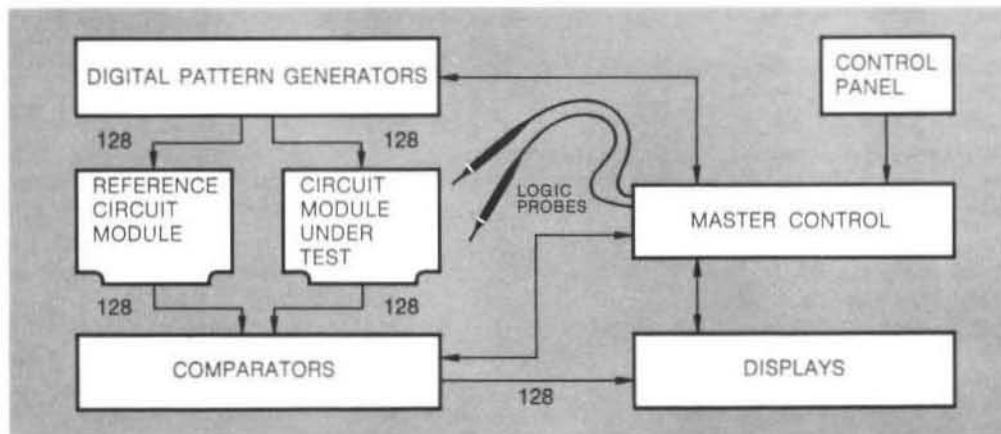 DIGITAL PATTERN GENERATORS
CONTROL
PANEL
128
128
REFERENCE
CIRCUIT
MODULE
CIRCUIT
MODULE
UNDER
TEST
LOGIC
PROBES
MASTER CONTROL
128
128
COMPARATORS
128
DISPLAYS